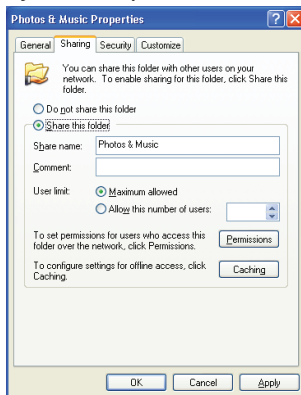 Photos & Music Properties
General Sharing Security Customize
You can share this folder with other users on your
network. To enable sharing for this folder, click Share this
folder.
Do not share this folder
Share this folder
Share name: Photos & Music
Comment:
User limit: Maximum allowed
Allow this number of users:
To set permissions for users who access this
folder over the network, click Permissions.
Permissions
To configure settings for offline access, click
Caching.
Caching
OK Cancel Apply